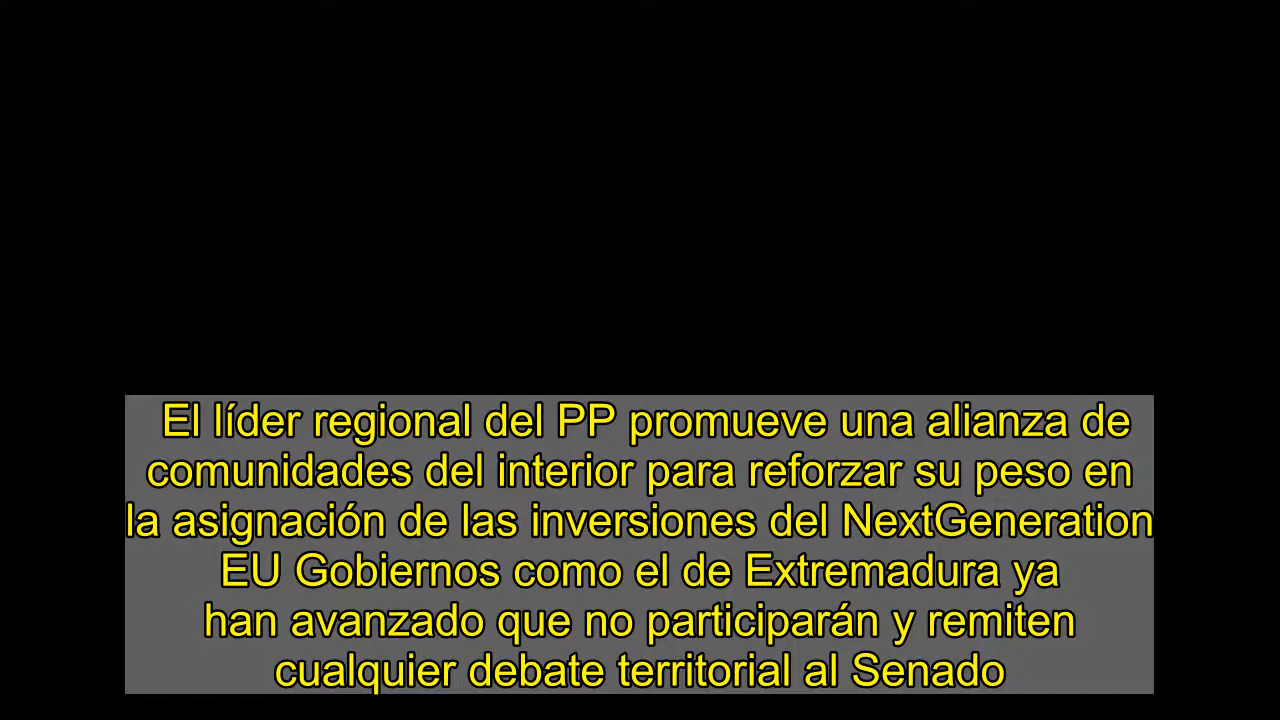 El líder regional del PP promueve una alianza de
comunidades del interior para reforzar su peso en
la asignación de las inversiones del NextGeneration
EU Gobiernos como el de Extremadura ya
han avanzado que no participarán y remiten
cualquier debate territorial al Senado